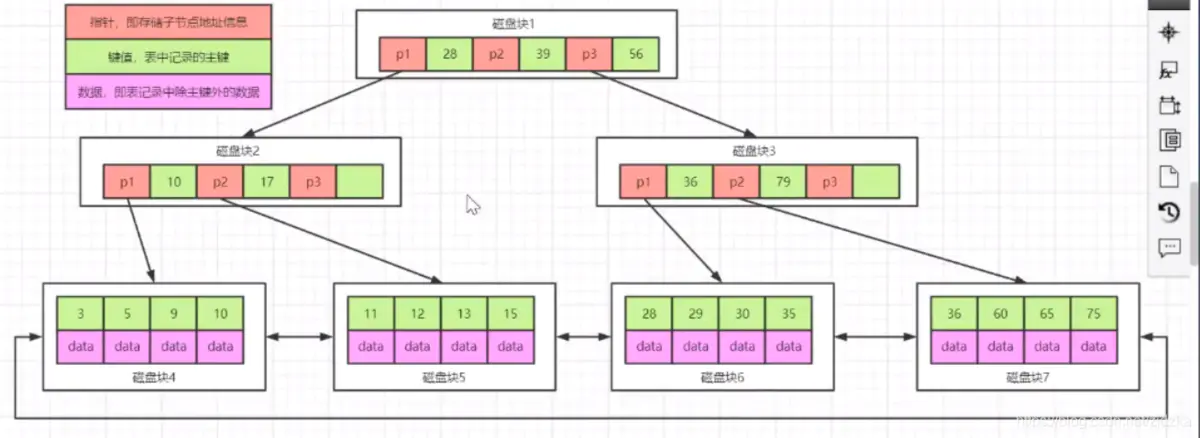 指针，即存储子节点地址信息
键值，表中记录的主键
数据，即表记录中除主键外的数据
磁盘块1
p1 28 p2 39 p3 56
磁盘块2
p1 10 p2 17 p3
磁盘块3
p1 36 p2 79 p3
3 5 9 10
data data data data
磁盘块4
11 12 13 15
data data data data
磁盘块5
28 29 30 35
data data data data
磁盘块6
36 60 65 75
data data data data
磁盘块7